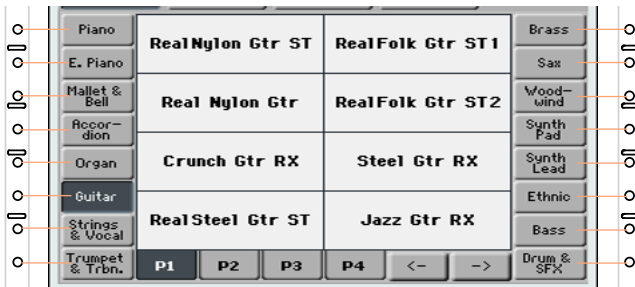 Piano
E. Piano
Mallet &
Bell
Accor-
dion
Organ
Guitar
Strings
& Vocal
Trumpet
& Trbn.
RealNylon Gtr ST
RealFolk Gtr ST1
Real Nylon Gtr
RealFolk Gtr ST2
Crunch Gtr RX
Steel Gtr RX
RealSteel Gtr ST
Jazz Gtr RX
P1 P2 P3 P4 <- ->
Brass
Sax
Wood-
wind
Synth
Pad
Synth
Lead
Ethnic
Bass
Drum &
SFX